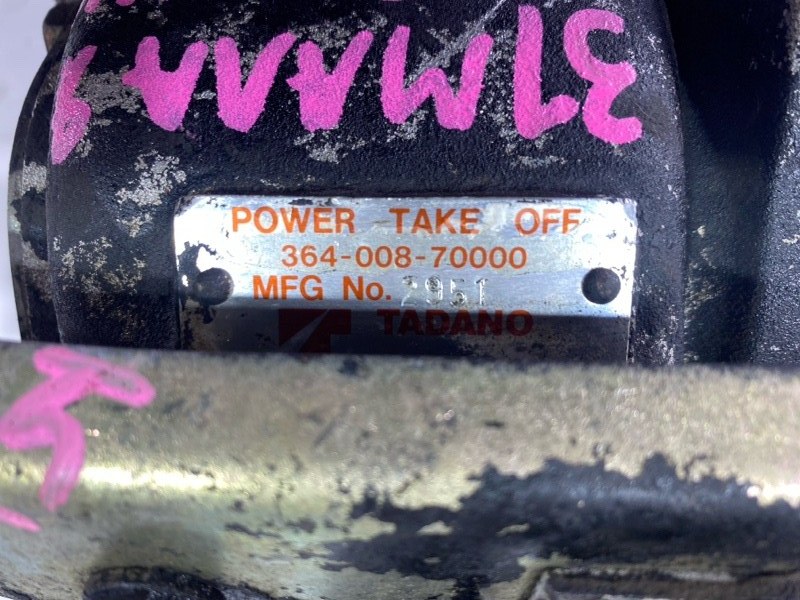 POWER TAKE OFF
364-008-70000
MFG No. 2951
TADANO